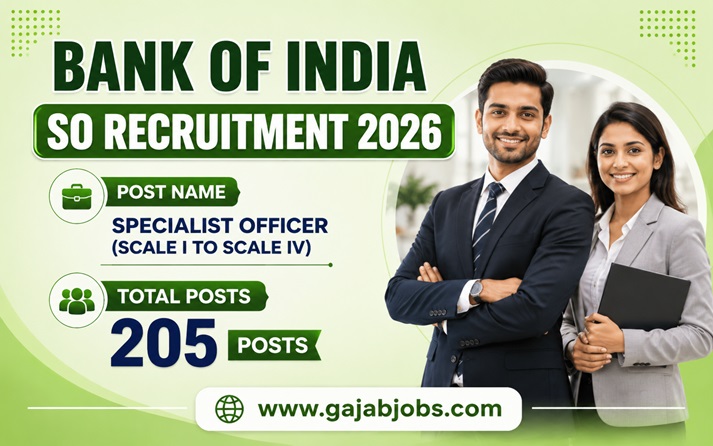 BANK OF INDIA
SO RECRUITMENT 2026
POST NAME
SPECIALIST OFFICER
(SCALE I TO SCALE IV)
TOTAL POSTS
205 POSTS
www.gajabjobs.com